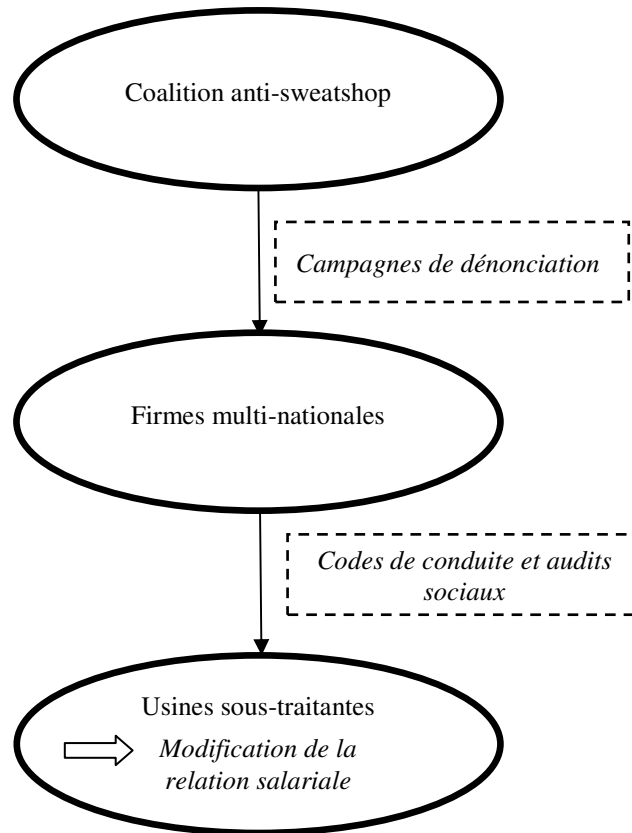 Coalition anti-sweatshop
Campagnes de dénonciation
Firmes multi-nationales
Codes de conduite et audits
sociaux
Usines sous-traitantes
Modification de la
relation salariale